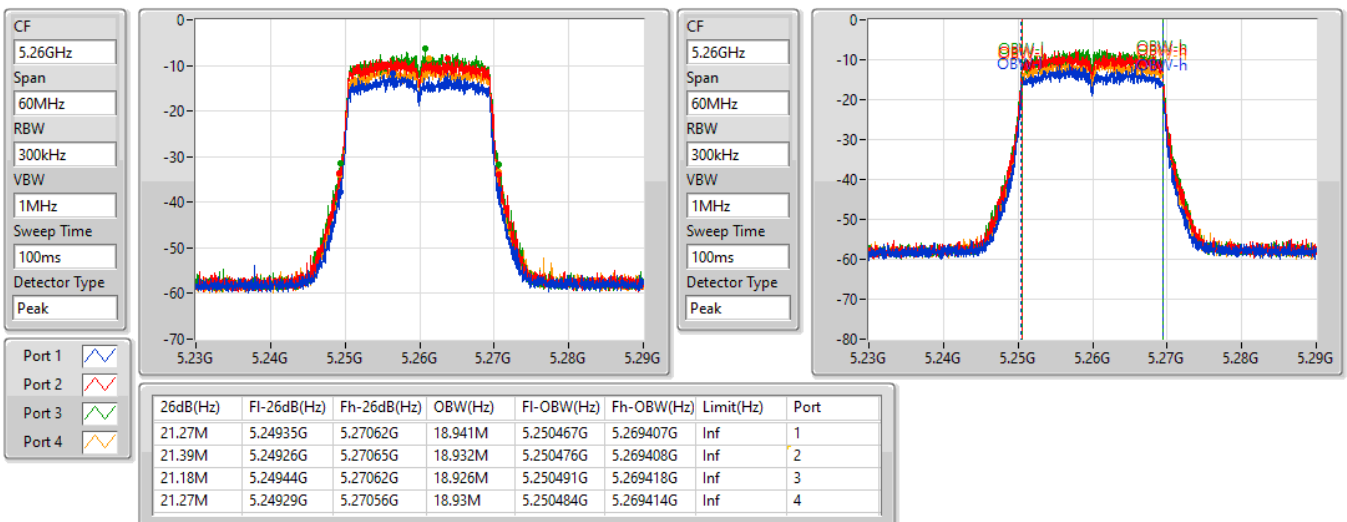 CF
5.26GHz
Span
60MHz
RBW
300kHz
VBW
1MHz
Sweep Time
100ms
Detector Type
Peak
0
-10
-20
-30
-40
-50
-60
-70
5.23G 5.24G 5.25G 5.26G 5.27G 5.28G 5.29G
CF
5.26GHz
Span
60MHz
RBW
300kHz
VBW
1MHz
Sweep Time
100ms
Detector Type
Peak
0
-10
-20
-30
-40
-50
-60
-70
-80
OBW-h
OBW-h
5.23G 5.24G 5.25G 5.26G 5.27G 5.28G 5.29G
Port 1
Port 2
Port 3
Port 4
26dB(Hz) Fl-26dB(Hz) Fh-26dB(Hz) OBW(Hz) Fl-OBW(Hz) Fh-OBW(Hz) Limit(Hz) Port
21.27M 5.24935G 5.27062G 18.941M 5.250467G 5.269407G Inf 1
21.39M 5.24926G 5.27065G 18.932M 5.250476G 5.269408G Inf 2
21.18M 5.24944G 5.27062G 18.926M 5.250491G 5.269418G Inf 3
21.27M 5.24929G 5.27056G 18.93M 5.250484G 5.269414G Inf 4